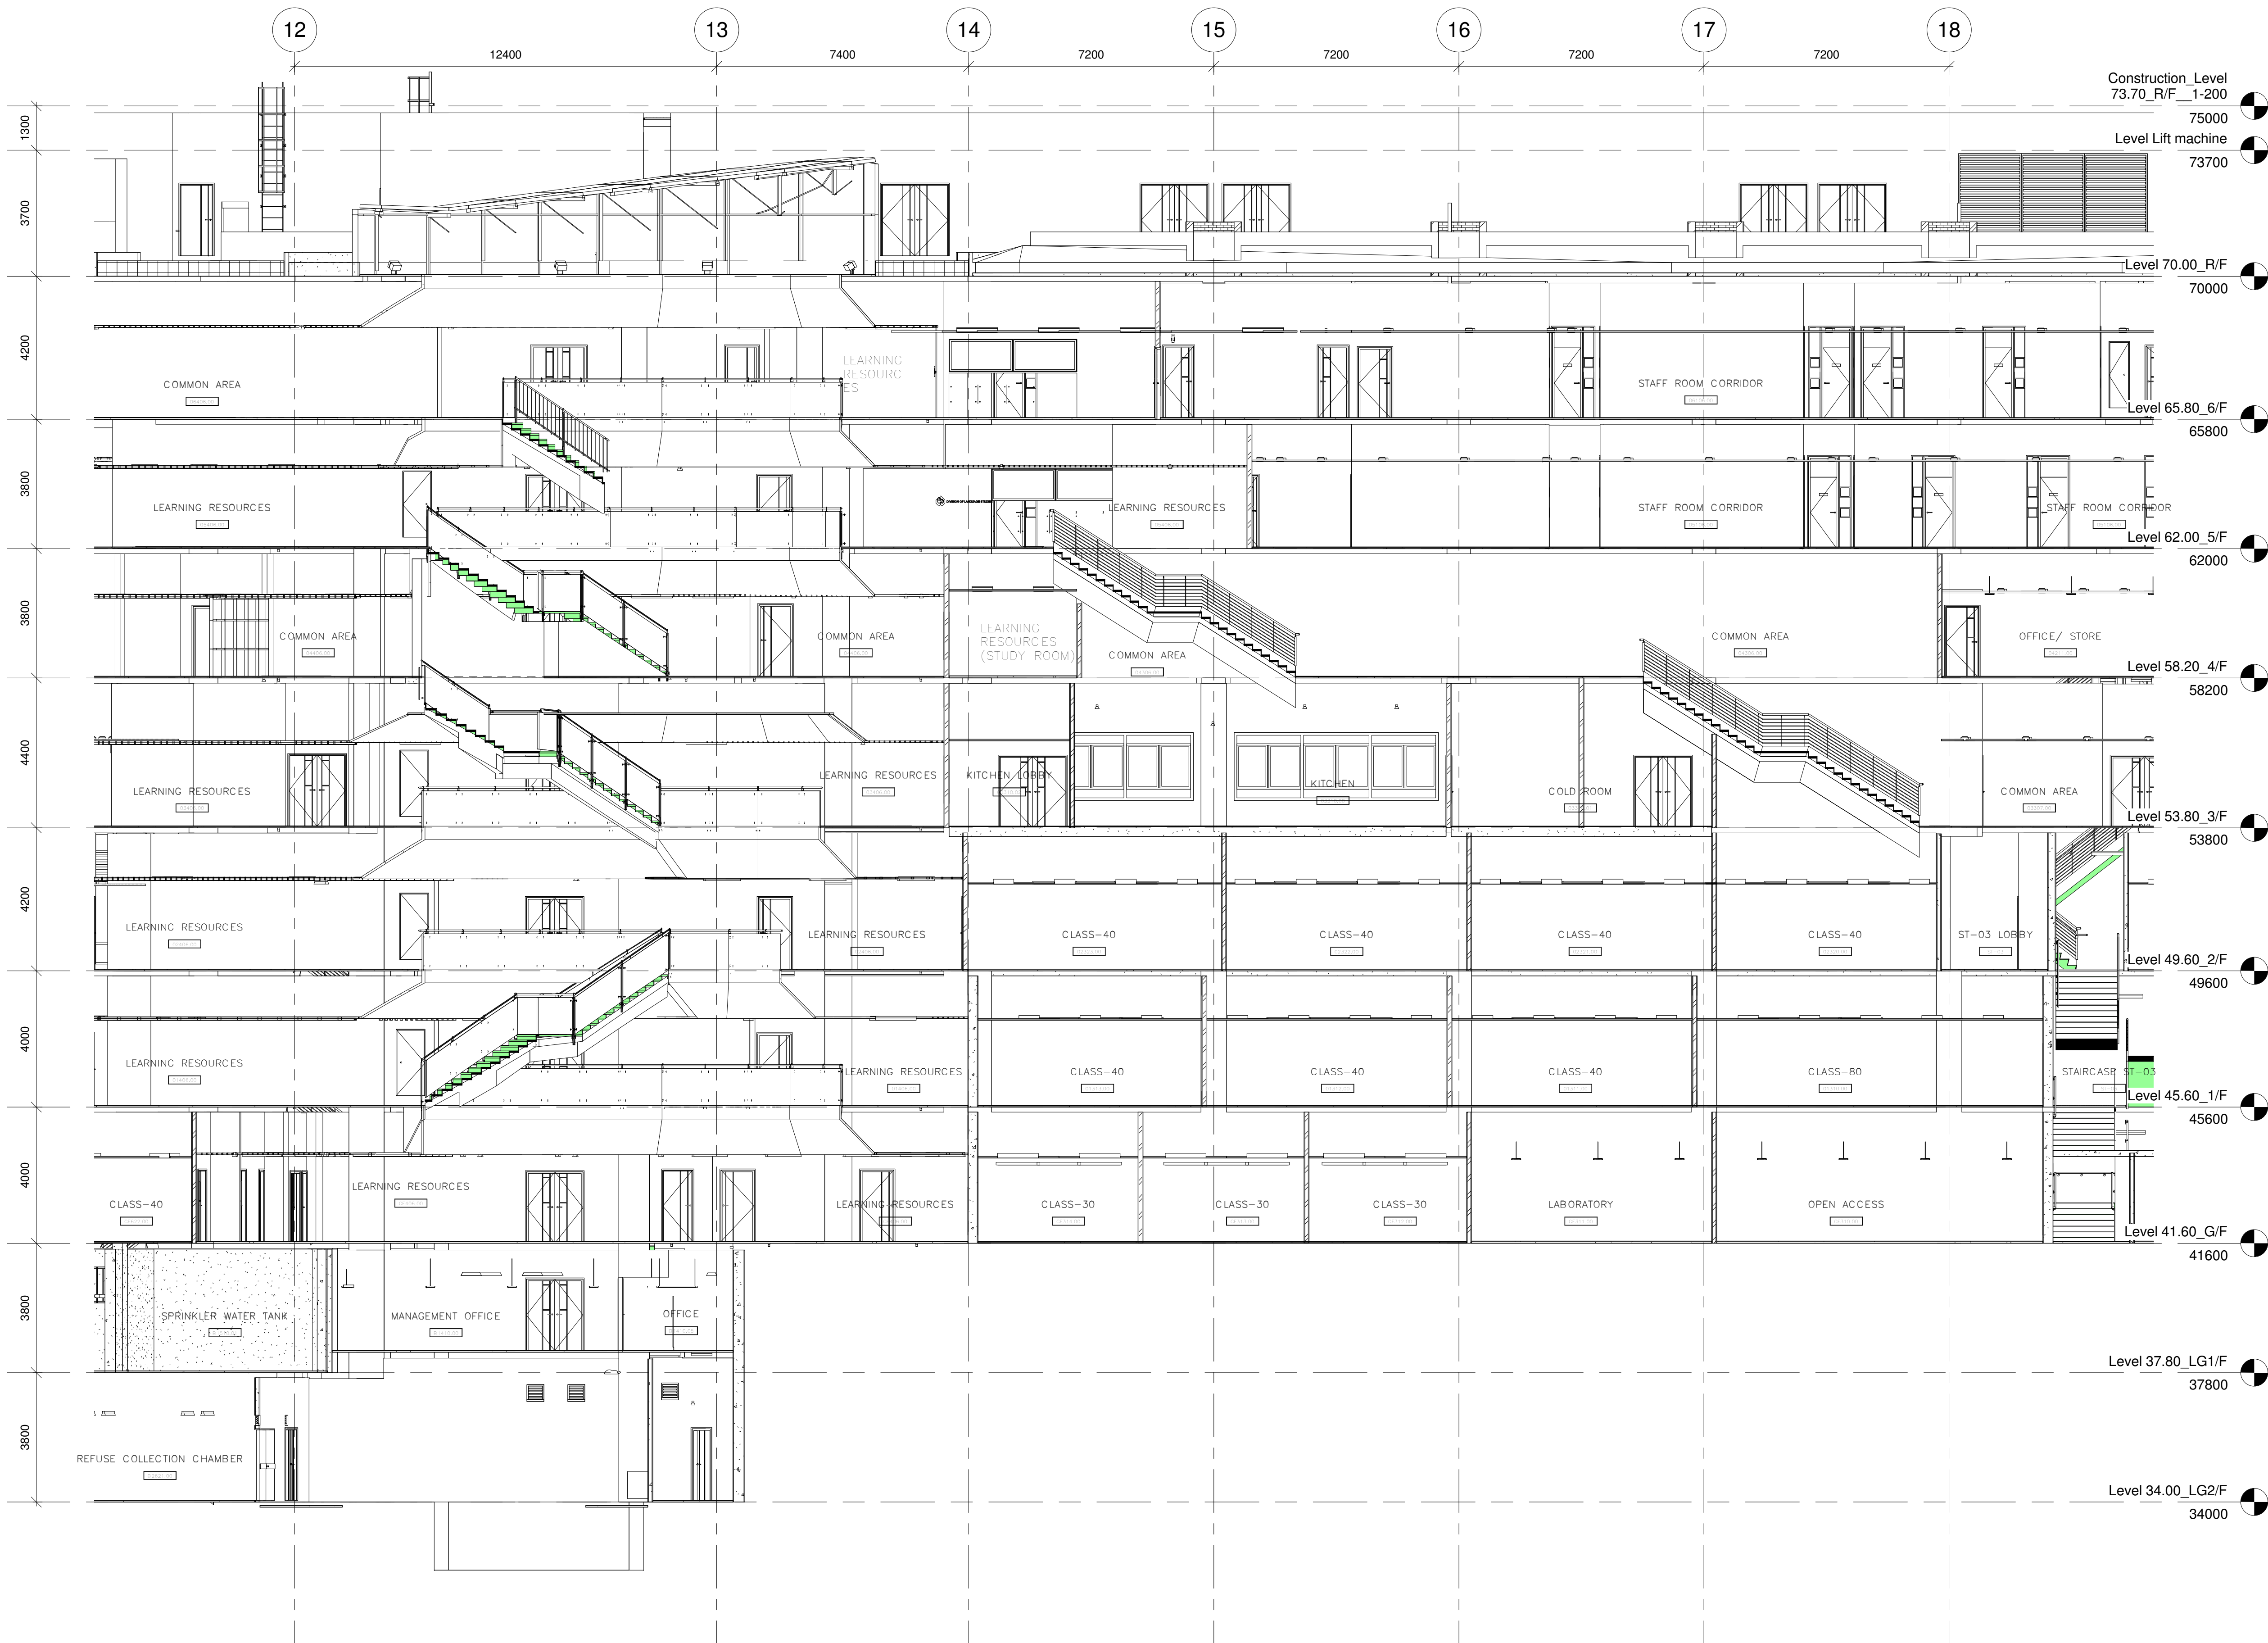 12
13
14
15
16
17
18
12400
7400
7200
7200
7200
7200
Construction_Level
73.70_R/F__1-200
75000
1300
Level Lift machine
73700
3700
Level 70.00_R/F
70000
4200
LEARNING
RESOURC
ES
COMMON AREA
STAFF ROOM CORRIDOR
Level 65.80_6/F
65800
3800
DIVISION OF LANGUAGE STUDIES
LEARNING RESOURCES
LEARNING RESOURCES
STAFF ROOM CORRIDOR
STAFF ROOM CORRIDOR
Level 62.00_5/F
62000
3800
COMMON AREA
COMMON AREA
LEARNING
RESOURCES
(STUDY ROOM)
COMMON AREA
COMMON AREA
OFFICE/ STORE
Level 58.20_4/F
58200
4400
LEARNING RESOURCES
LEARNING RESOURCES
KITCHEN LOBBY
KITCHEN
COLD ROOM
COMMON AREA
Level 53.80_3/F
53800
4200
LEARNING RESOURCES
LEARNING RESOURCES
CLASS-40
CLASS-40
CLASS-40
CLASS-40
ST-03 LOBBY
Level 49.60_2/F
49600
4000
LEARNING RESOURCES
LEARNING RESOURCES
CLASS-40
CLASS-40
CLASS-40
CLASS-80
STAIRCASE ST-03
Level 45.60_1/F
45600
4000
CLASS-40
LEARNING RESOURCES
LEARNING RESOURCES
CLASS-30
CLASS-30
CLASS-30
LABORATORY
OPEN ACCESS
Level 41.60_G/F
41600
3800
SPRINKLER WATER TANK
MANAGEMENT OFFICE
OFFICE
Level 37.80_LG1/F
37800
3800
REFUSE COLLECTION CHAMBER
Level 34.00_LG2/F
34000